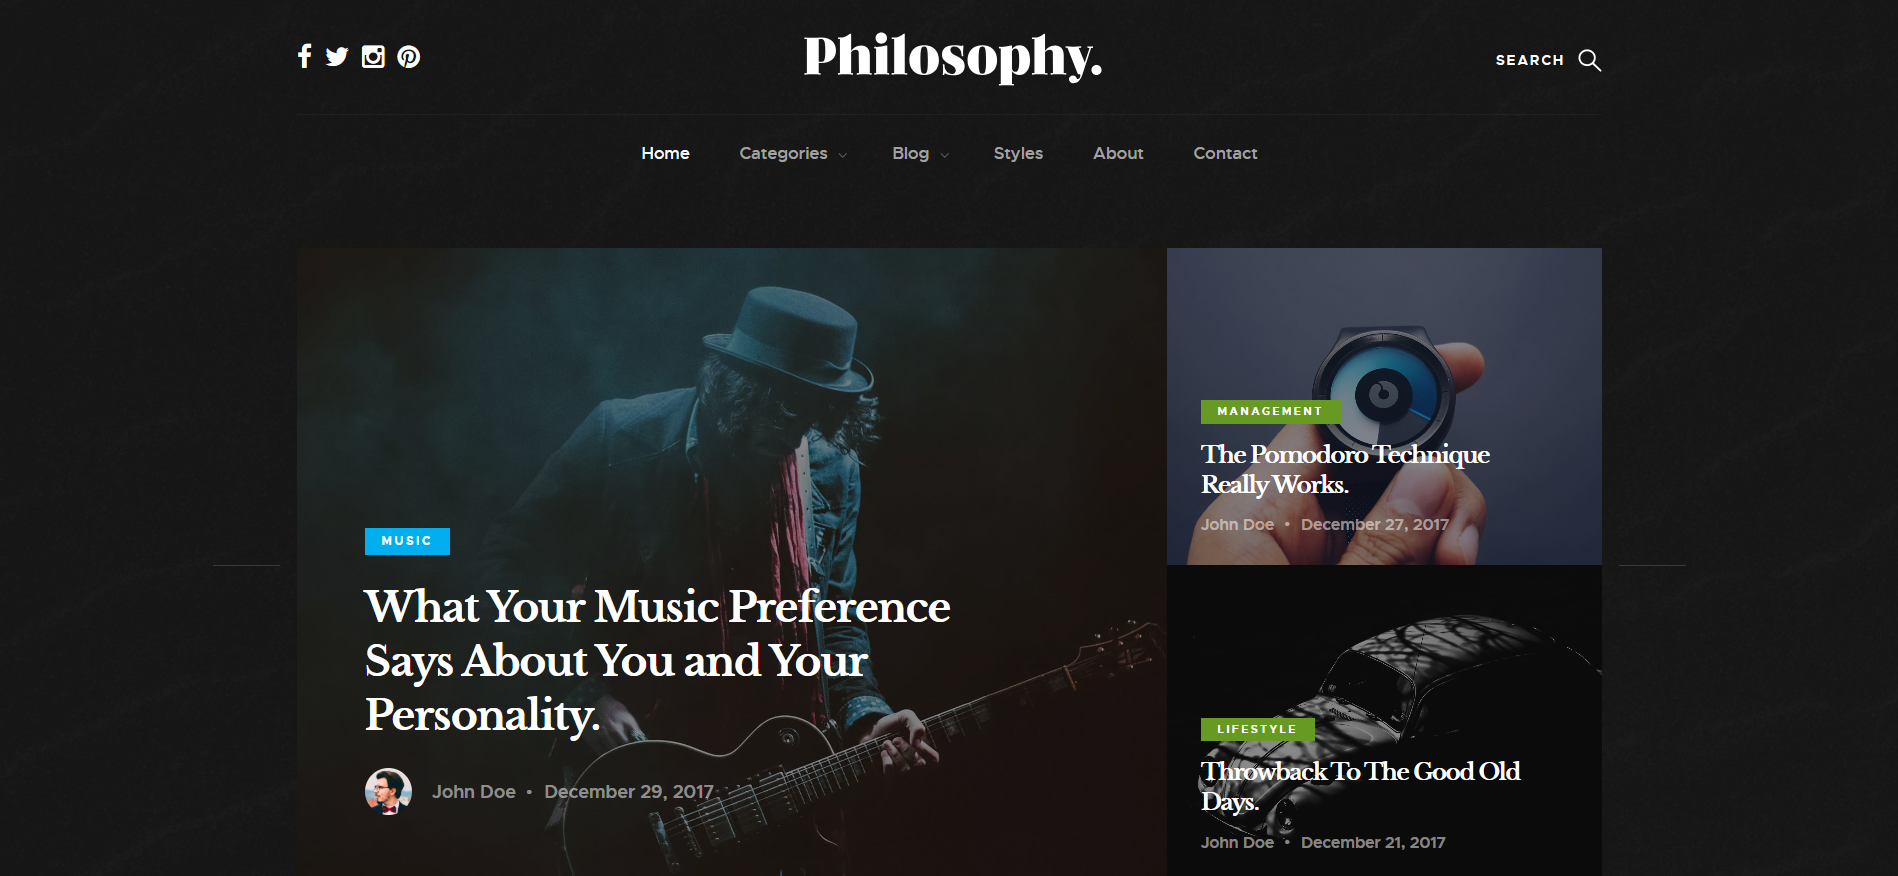 Philosophy.
SEARCH
Home
Categories
Blog
Styles
About
Contact
MUSIC
What Your Music Preference
Says About You and Your
Personality.
John Doe • December 29, 2017
MANAGEMENT
The Pomodoro Technique
Really Works.
John Doe • December 27, 2017
LIFESTYLE
Throwback To The Good Old
Days.
John Doe • December 21, 2017